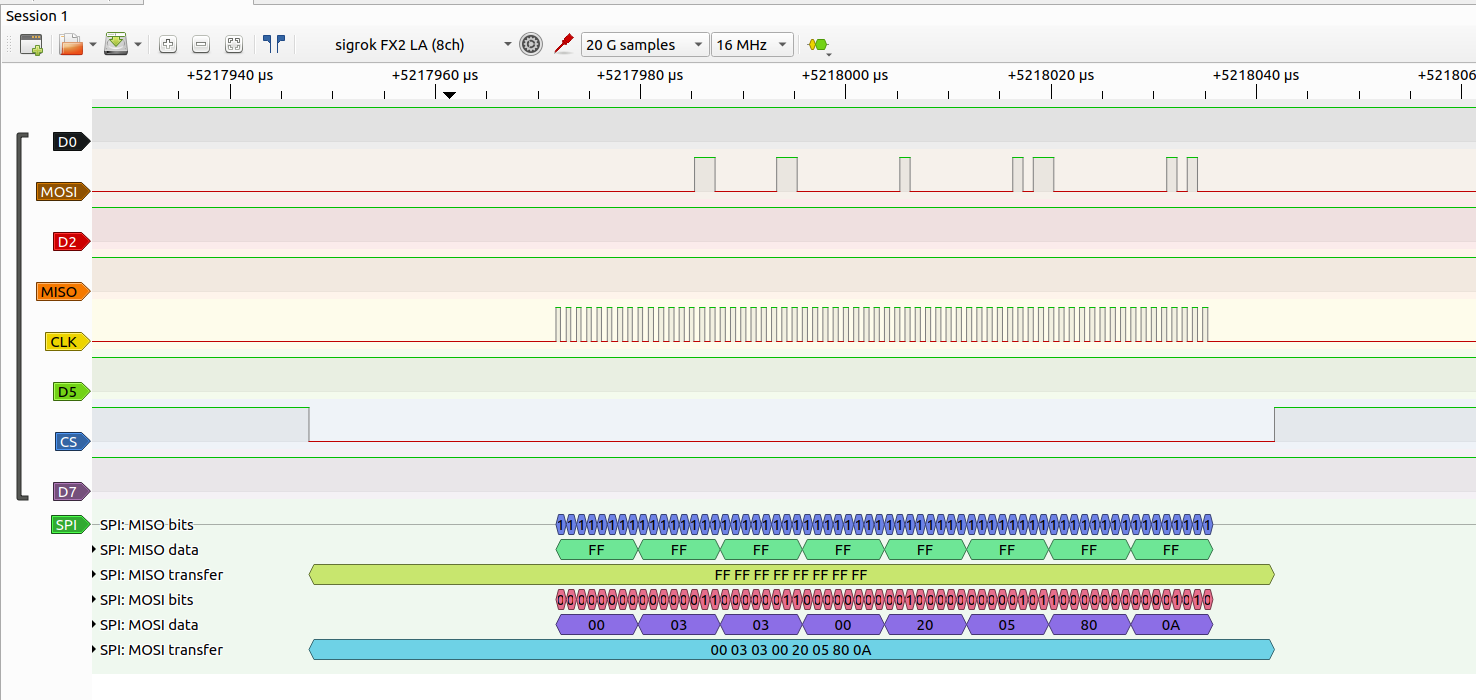 Session 1
sigrok FX2 LA (8ch) 20 G samples 16 MHz
+5217940 µs +5217960 µs +5217980 µs +5218000 µs +5218020 µs +5218040 µs +521806
D0
MOSI
D2
MISO
CLK
D5
CS
D7
SPI SPI: MISO bits 1111111111111111111111111111111111111111111111111111111111111111
SPI: MISO data FF FF FF FF FF FF FF FF
SPI: MISO transfer FF FF FF FF FF FF FF FF
SPI: MOSI bits 0000000000000011000000110000000000100000000001011000000000001010
SPI: MOSI data 00 03 03 00 20 05 80 0A
SPI: MOSI transfer 00 03 03 00 20 05 80 0A